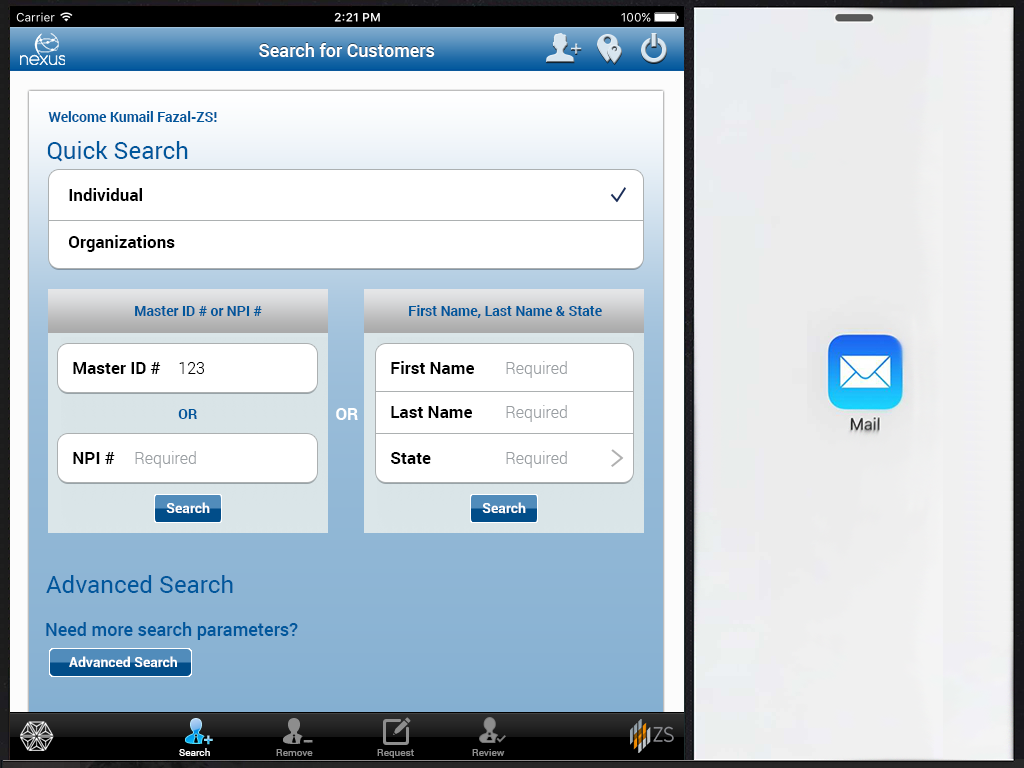 Carrier 2:21 PM 100%
nexus Search for Customers
Welcome Kumail Fazal-ZS!
Quick Search
Individual
Organizations
Master ID # or NPI # First Name, Last Name & State
Master ID # 123 First Name Required
OR OR Last Name Required
NPI # Required State Required
Search Search
Mail
Advanced Search
Need more search parameters?
Advanced Search
Search Remove Request Review ZS